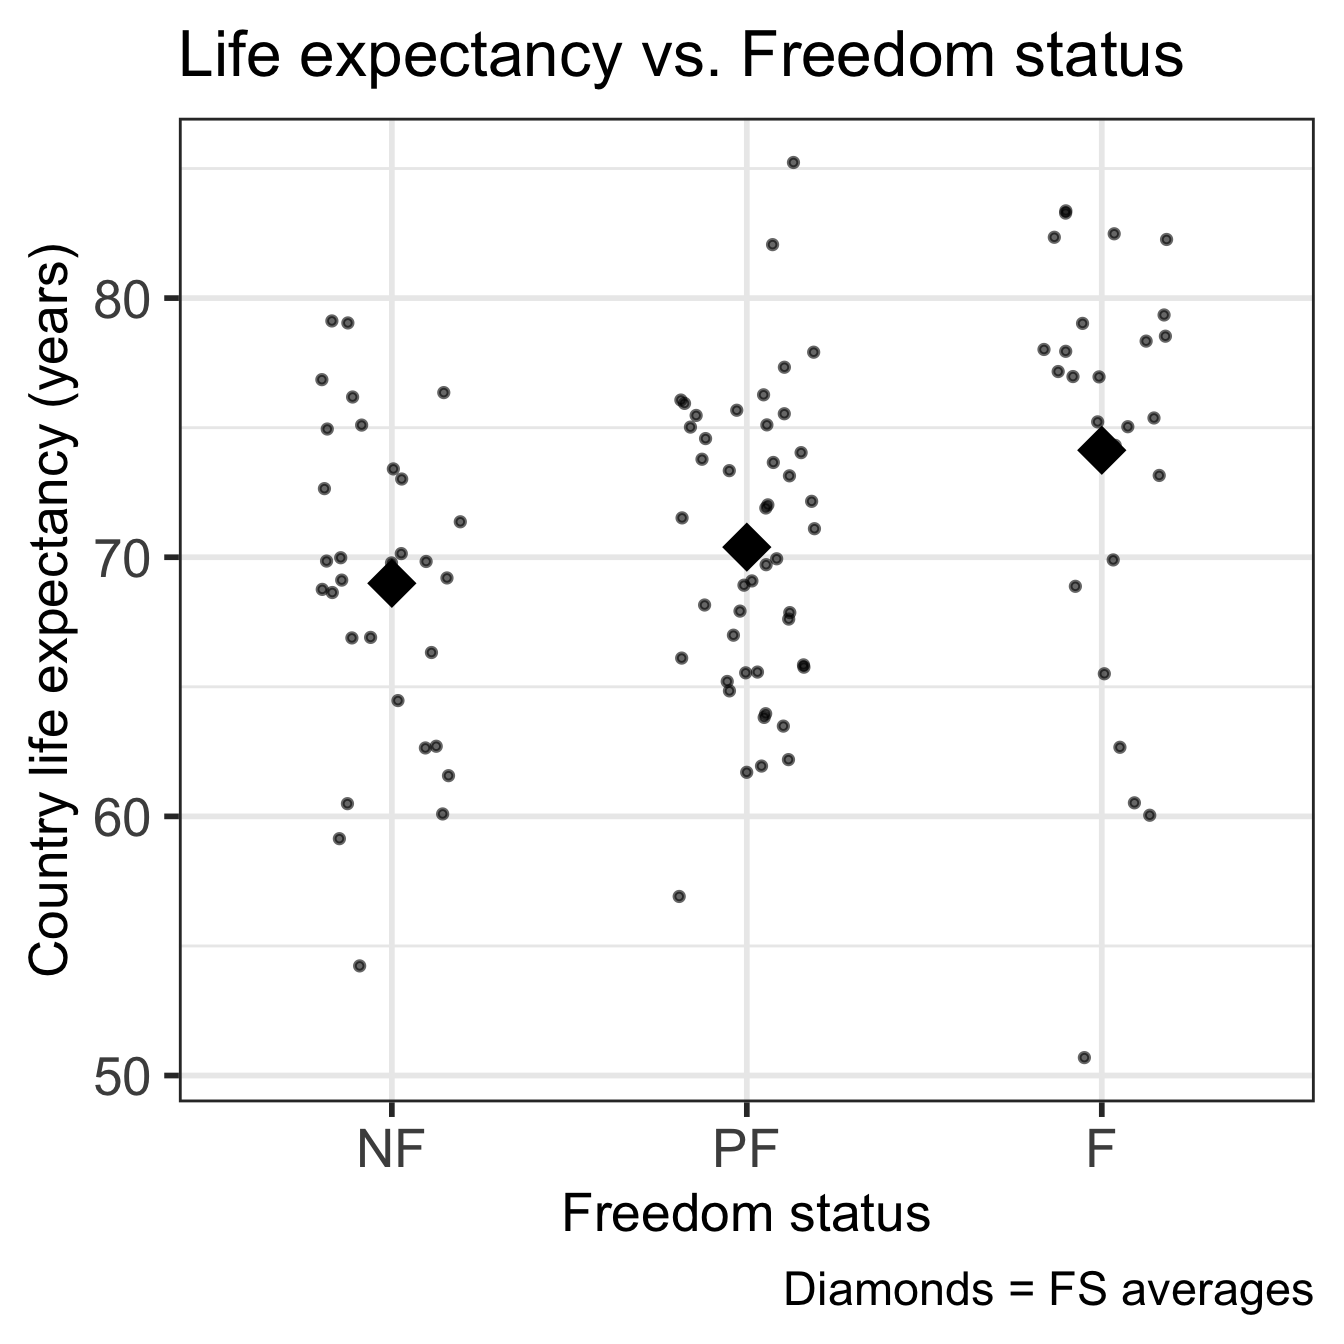 Life expectancy vs. Freedom status
Country life expectancy (years)
80
70
60
50
NF PF F
Freedom status
Diamonds = FS averages